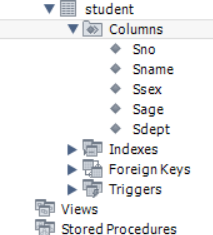 student
Columns
Sno
Sname
Ssex
Sage
Sdept
Indexes
Foreign Keys
Triggers
Views
Stored Procedures